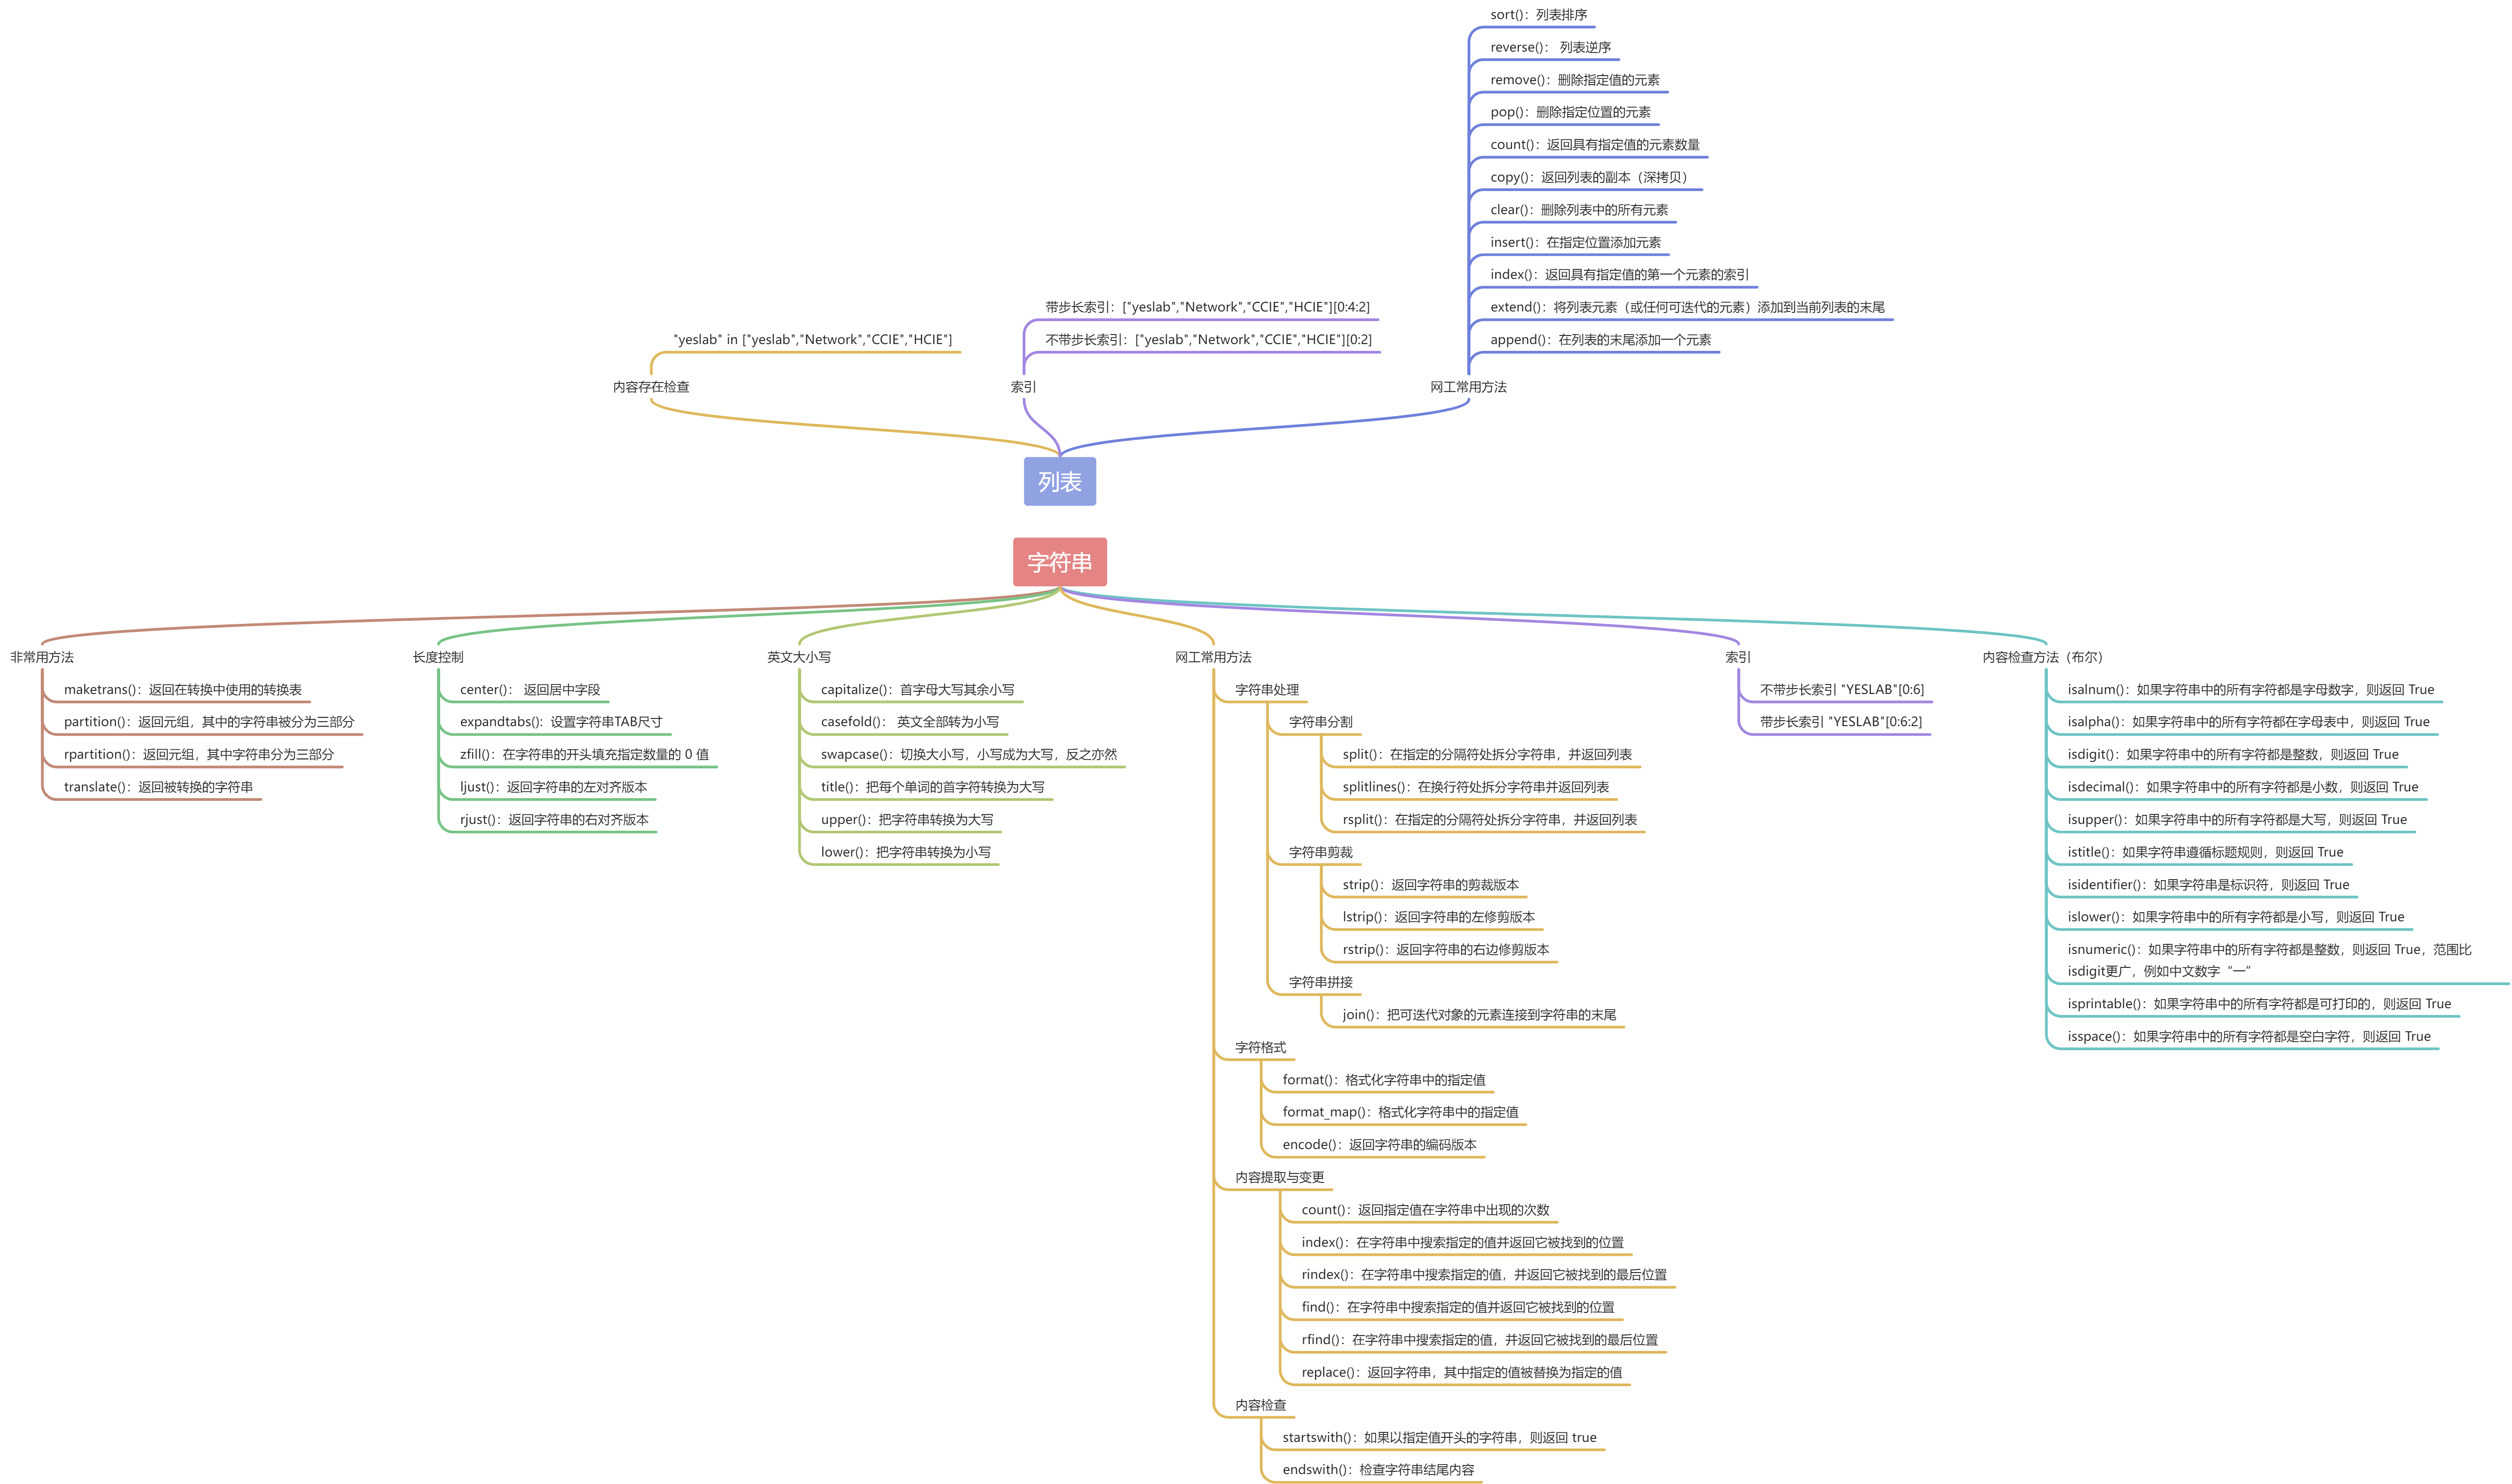 sort()：列表排序
reverse()： 列表逆序
remove()：删除指定值的元素
pop()：删除指定位置的元素
count()：返回具有指定值的元素数量
copy()：返回列表的副本（深拷贝）
clear()：删除列表中的所有元素
insert()：在指定位置添加元素
index()：返回具有指定值的第一个元素的索引
extend()：将列表元素（或任何可迭代的元素）添加到当前列表的末尾
append()：在列表的末尾添加一个元素
网工常用方法
带步长索引：["yeslab","Network","CCIE","HCIE"][0:4:2]
不带步长索引：["yeslab","Network","CCIE","HCIE"][0:2]
索引
"yeslab" in ["yeslab","Network","CCIE","HCIE"]
内容存在检查
列表
字符串
非常用方法
maketrans()：返回在转换中使用的转换表
partition()：返回元组，其中的字符串被分为三部分
rpartition()：返回元组，其中字符串分为三部分
translate()：返回被转换的字符串
长度控制
center()： 返回居中字段
expandtabs()：设置字符串TAB尺寸
zfill()：在字符串的开头填充指定数量的 0 值
ljust()：返回字符串的左对齐版本
rjust()：返回字符串的右对齐版本
英文大小写
capitalize()：首字母大写其余小写
casefold()： 英文全部转为小写
swapcase()：切换大小写，小写成为大写，反之亦然
title()：把每个单词的首字符转换为大写
upper()：把字符串转换为大写
lower()：把字符串转换为小写
网工常用方法
字符串处理
字符串分割
split()：在指定的分隔符处拆分字符串，并返回列表
splitlines()：在换行符处拆分字符串并返回列表
rsplit()：在指定的分隔符处拆分字符串，并返回列表
字符串剪裁
strip()：返回字符串的剪裁版本
lstrip()：返回字符串的左修剪版本
rstrip()：返回字符串的右边修剪版本
字符串拼接
join()：把可迭代对象的元素连接到字符串的末尾
字符格式
format()：格式化字符串中的指定值
format_map()：格式化字符串中的指定值
encode()：返回字符串的编码版本
内容提取与变更
count()：返回指定值在字符串中出现的次数
index()：在字符串中搜索指定的值并返回它被找到的位置
rindex()：在字符串中搜索指定的值，并返回它被找到的最后位置
find()：在字符串中搜索指定的值并返回它被找到的位置
rfind()：在字符串中搜索指定的值，并返回它被找到的最后位置
replace()：返回字符串，其中指定的值被替换为指定的值
内容检查
startswith()：如果以指定值开头的字符串，则返回 true
endswith()：检查字符串结尾内容
索引
不带步长索引 "YESLAB"[0:6]
带步长索引 "YESLAB"[0:6:2]
内容检查方法（布尔）
isalnum()：如果字符串中的所有字符都是字母数字，则返回 True
isalpha()：如果字符串中的所有字符都在字母表中，则返回 True
isdigit()：如果字符串中的所有字符都是整数，则返回 True
isdecimal()：如果字符串中的所有字符都是小数，则返回 True
isupper()：如果字符串中的所有字符都是大写，则返回 True
istitle()：如果字符串遵循标题规则，则返回 True
isidentifier()：如果字符串是标识符，则返回 True
islower()：如果字符串中的所有字符都是小写，则返回 True
isnumeric()：如果字符串中的所有字符都是整数，则返回 True，范围比
isdigit更广，例如中文数字“一”
isprintable()：如果字符串中的所有字符都是可打印的，则返回 True
isspace()：如果字符串中的所有字符都是空白字符，则返回 True